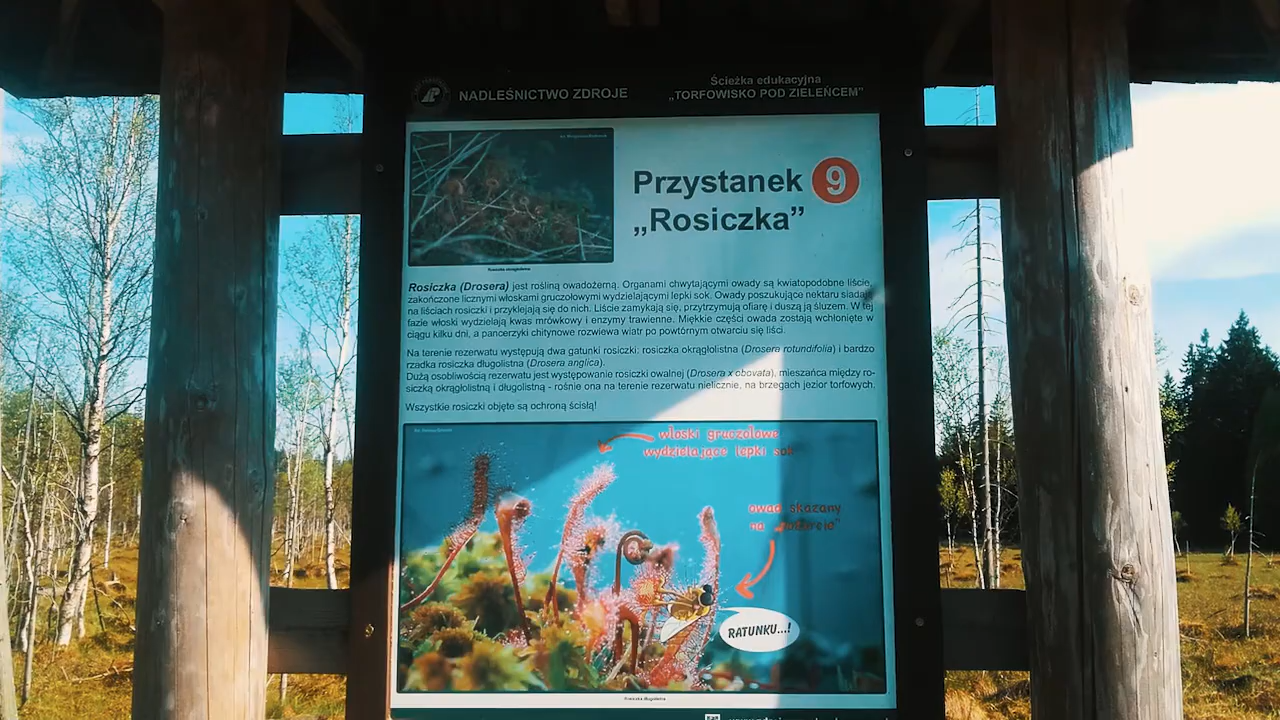 NADLEŚNICTWO ZDROJE
Ścieżka edukacyjna
„TORFOWISKO POD ZIELEŃCEM”
Przystanek 9
„Rosiczka”
Rosiczka okrągłolistna
Rosiczka (Drosera) jest rośliną owadożerną. Organami chwytającymi owady są kwiatopodobne liście,
zakończone licznymi włoskami gruczołowymi wydzielającymi lepki sok. Owady poszukujące nektaru siadają
na liściach rosiczki i przyklejają się do nich. Liście zamykają się, przytrzymują ofiarę i duszą ją śluzem. W tej
fazie włoski wydzielają kwas mrówkowy i enzymy trawienne. Miękkie części owada zostają wchłonięte w
ciągu kilku dni, a pancerzyki chitynowe rozwiewa wiatr po powtórnym otwarciu się liści.
Na terenie rezerwatu występują dwa gatunki rosiczki: rosiczka okrągłolistna (Drosera rotundifolia) i bardzo
rzadka rosiczka długolistna (Drosera anglica).
Dużą osobliwością rezerwatu jest występowanie rosiczki owalnej (Drosera x obovata), mieszańca między ro-
siczką okrągłolistną i długolistną - rośnie ona na terenie rezerwatu nielicznie, na brzegach jezior torfowych.
Wszystkie rosiczki objęte są ochroną ścisłą!
włoski gruczołowe
wydzielające lepki sok
owad skazany
na „pożarcie”
RATUNKU...!
Rosiczka długolistna